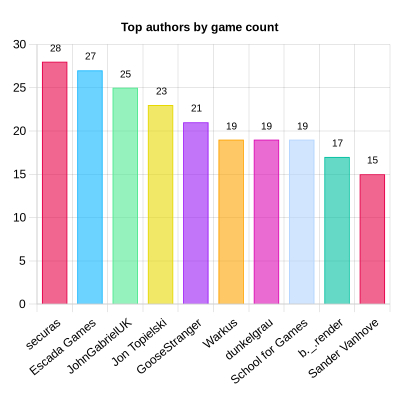 Top authors by game count
30
25
20
15
10
5
0
28
27
25
23
21
19
19
19
17
15
securas
Escada Games
JohnGabrielUK
Jon Topielski
GooseStranger
Warkus
dunkelgrau
School for Games
b._.render
Sander Vanhove